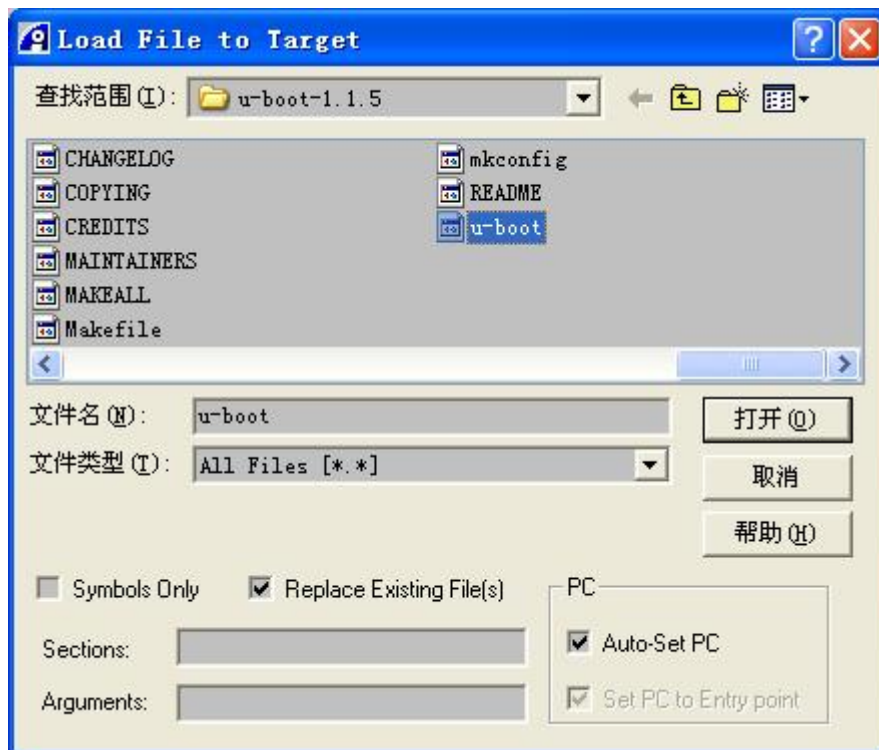 Load File to Target
查找范围(I): u-boot-1.1.5
CHANGELOG
COPYING
CREDITS
MAINTAINERS
MAKEALL
Makefile
mkconfig
README
u-boot
文件名(N): u-boot 打开(O)
文件类型(T): All Files [*.*] 取消
帮助(H)
Symbols Only Replace Existing File(s) PC
Sections: Auto-Set PC
Arguments: Set PC to Entry point